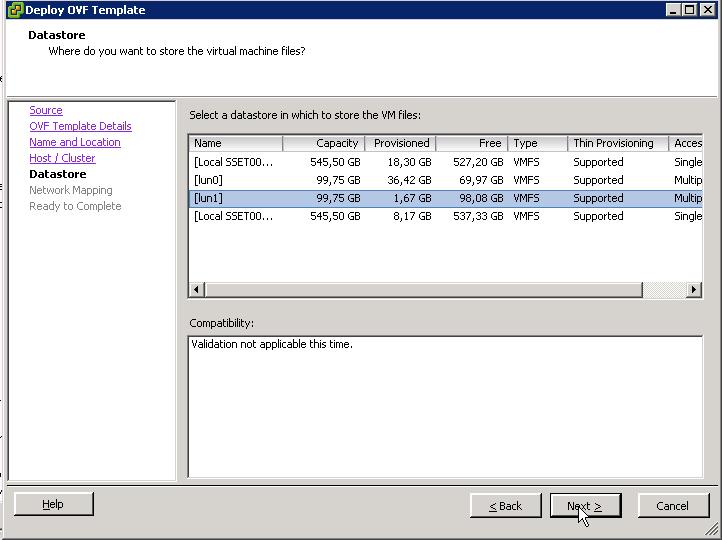 Deploy OVF Template
Datastore
Where do you want to store the virtual machine files?
Source
OVF Template Details
Name and Location
Host / Cluster
Datastore
Network Mapping
Ready to Complete
Select a datastore in which to store the VM files:
Name Capacity Provisioned Free Type Thin Provisioning Acces
[Local SSET00... 545,50 GB 18,30 GB 527,20 GB VMFS Supported Single
[lun0] 99,75 GB 36,42 GB 69,97 GB VMFS Supported Multip
[lun1] 99,75 GB 1,67 GB 98,08 GB VMFS Supported Multip
[Local SSET00... 545,50 GB 8,17 GB 537,33 GB VMFS Supported Single
Compatibility:
Validation not applicable this time.
Help
< Back
Next >
Cancel